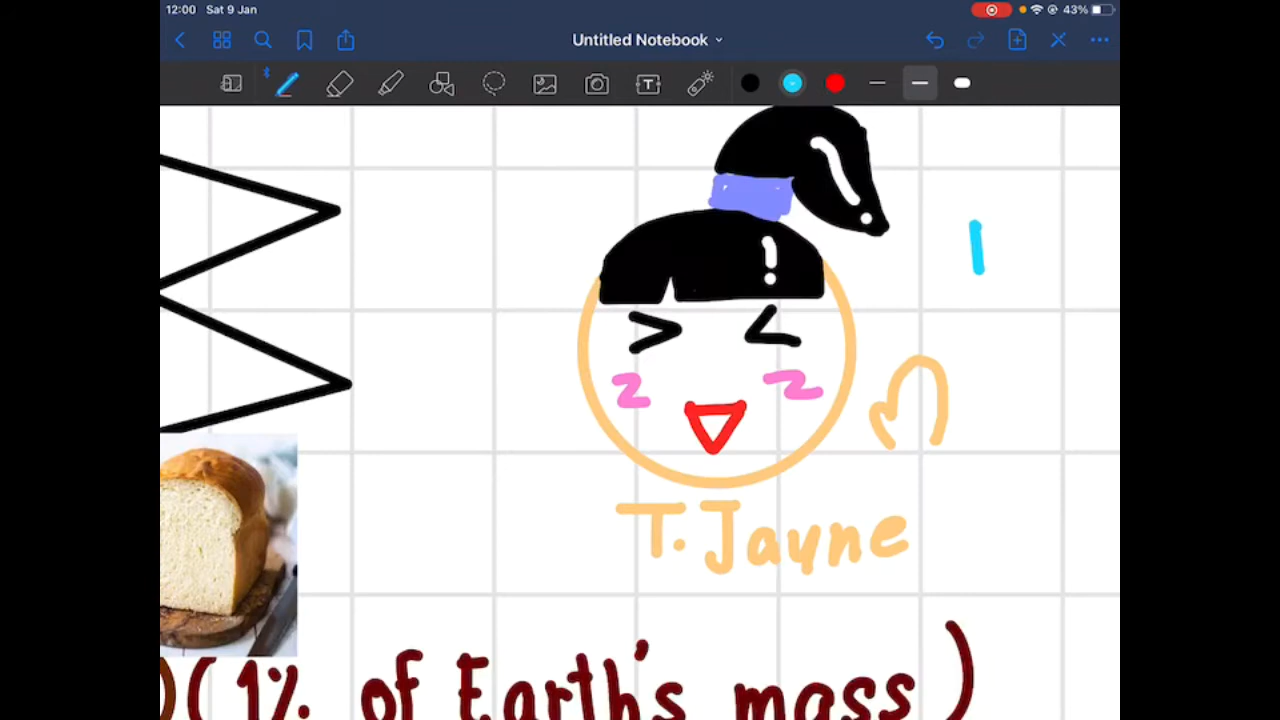 12:00 Sat 9 Jan 43%
Untitled Notebook
T
T. Jayne
(1% of Earth's mass)